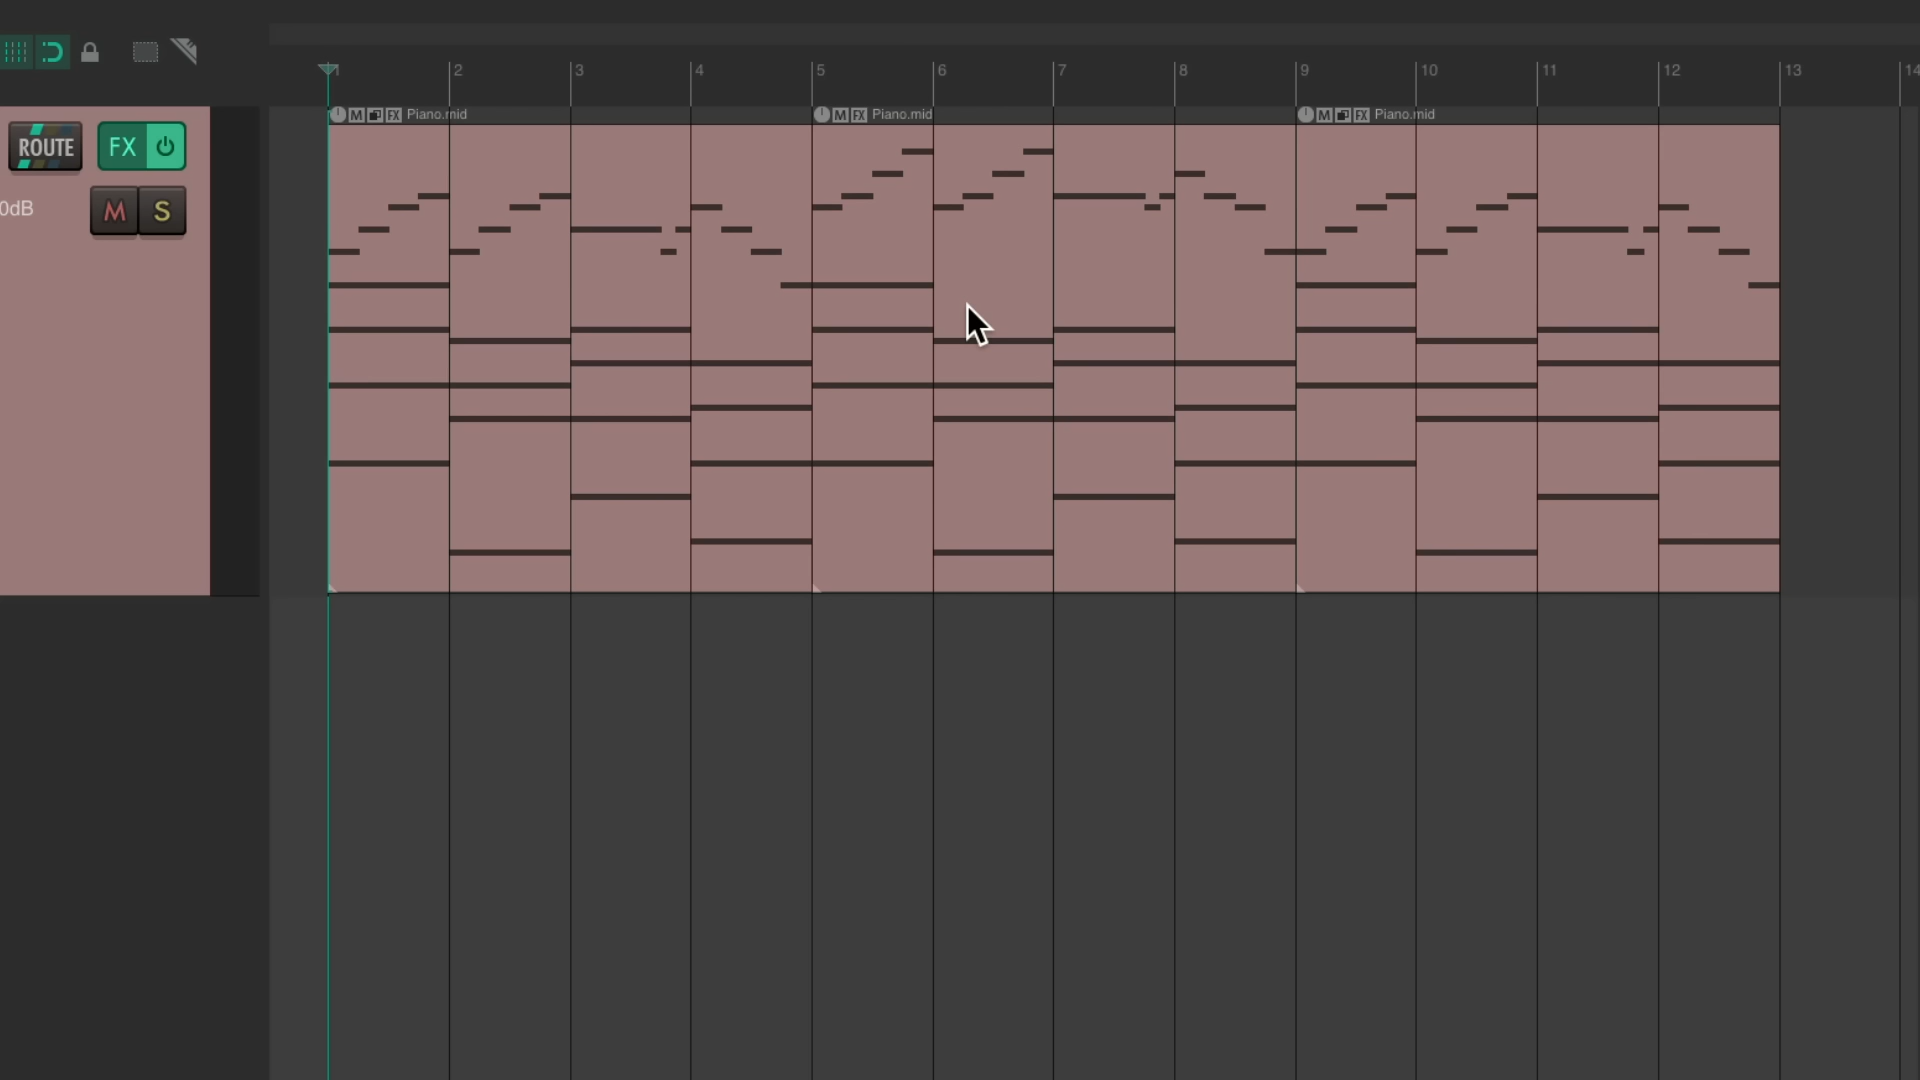 1 2 3 4 5 6 7 8 9 10 11 12 13 14
M FX Piano.mid M FX Piano.mid M FX Piano.mid
ROUTE FX
0dB M S